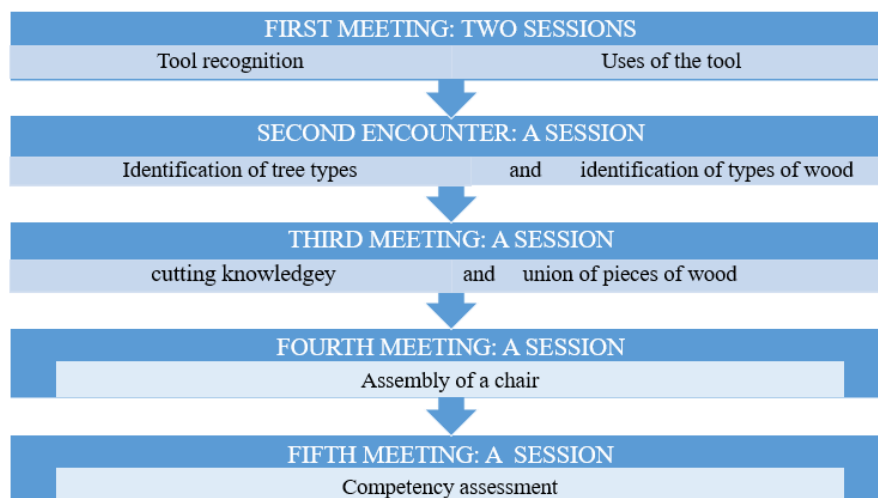 FIRST MEETING: TWO SESSIONS
Tool recognition Uses of the tool
SECOND ENCOUNTER: A SESSION
Identification of tree types and identification of types of wood
THIRD MEETING: A SESSION
cutting knowledgey and union of pieces of wood
FOURTH MEETING: A SESSION
Assembly of a chair
FIFTH MEETING: A SESSION
Competency assessment